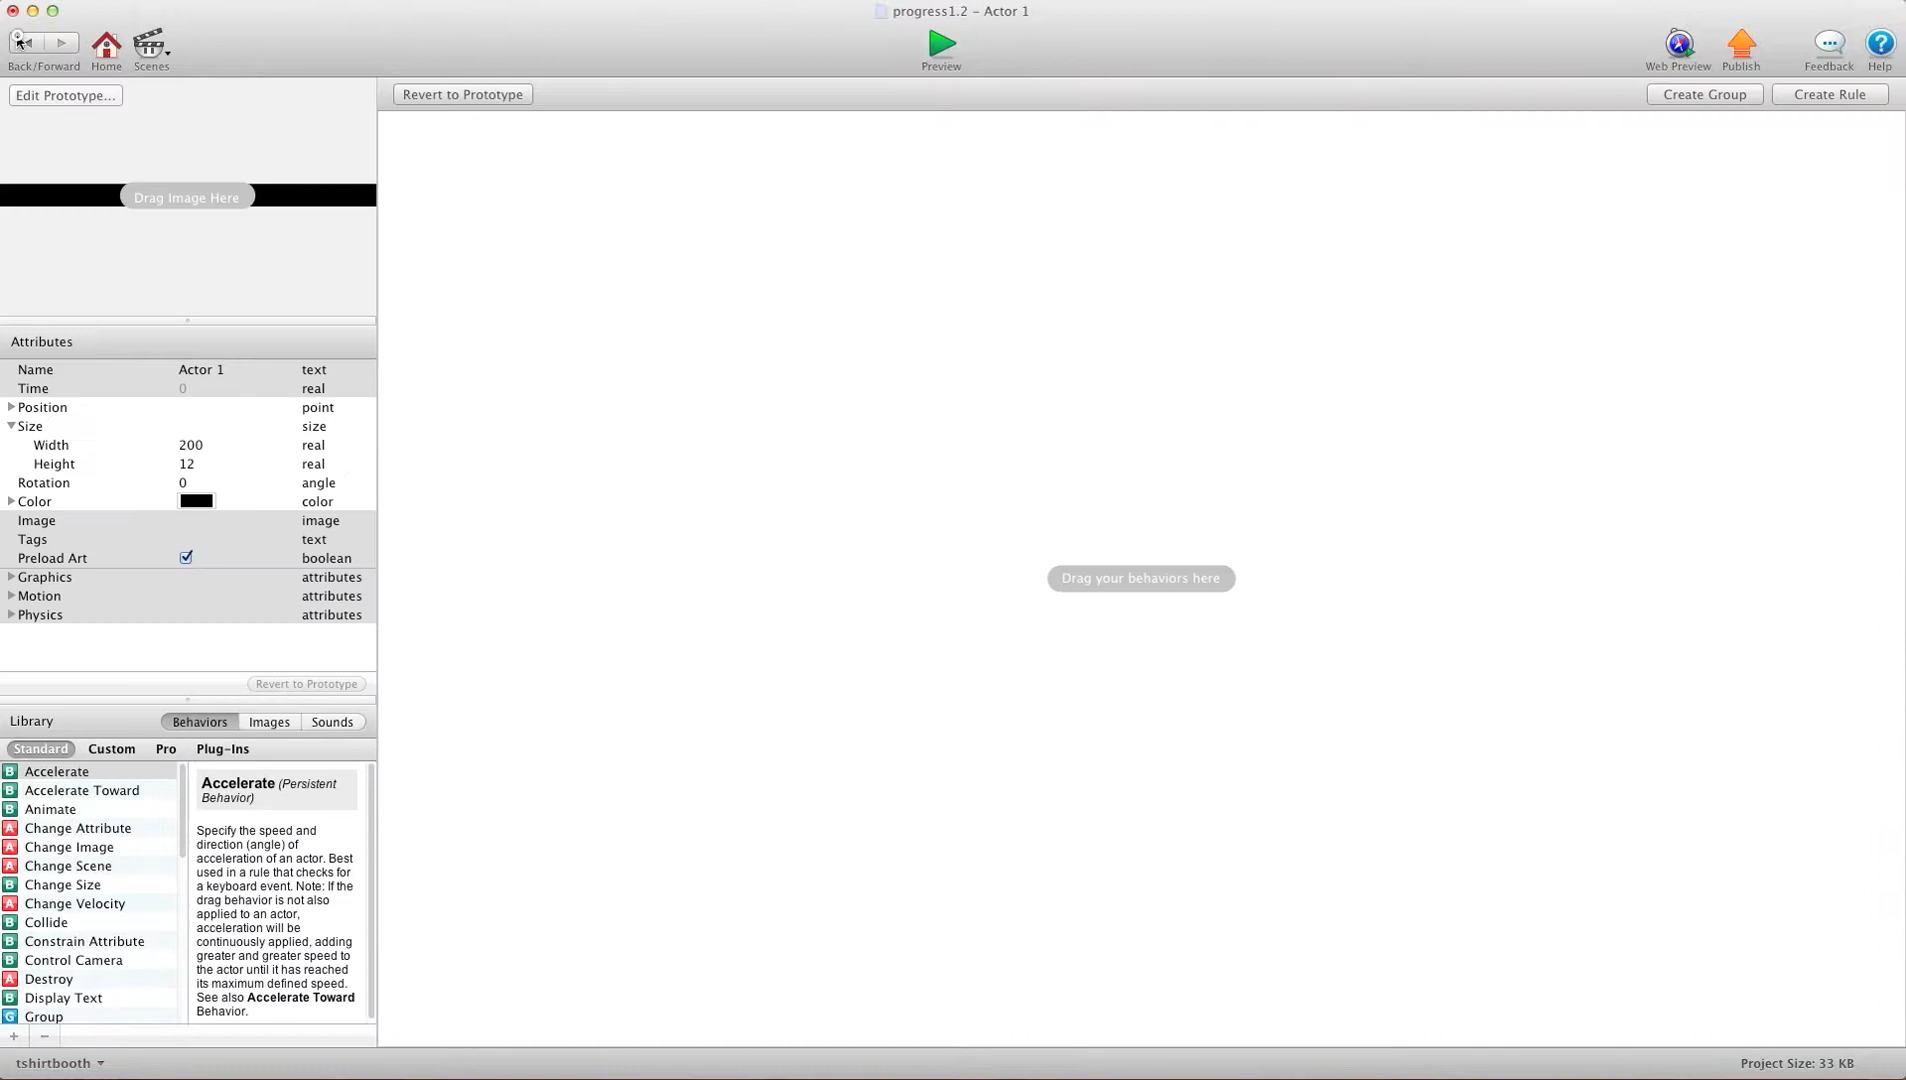 progress1.2 – Actor 1
Back/Forward
Home
Scenes
Preview
Web Preview
Publish
Feedback
Help
Edit Prototype...
Revert to Prototype
Create Group
Create Rule
Drag Image Here
Attributes
Name Actor 1 text
Time 0 real
Position point
Size size
Width 200 real
Height 12 real
Rotation 0 angle
Color color
Image image
Tags text
Preload Art boolean
Graphics attributes
Motion attributes
Physics attributes
Drag your behaviors here
Revert to Prototype
Library Behaviors Images Sounds
Standard Custom Pro Plug-Ins
B Accelerate
B Accelerate Toward
B Animate
A Change Attribute
A Change Image
A Change Scene
B Change Size
A Change Velocity
B Collide
B Constrain Attribute
B Control Camera
A Destroy
B Display Text
G Group
Accelerate (Persistent
Behavior)
Specify the speed and
direction (angle) of
acceleration of an actor. Best
used in a rule that checks for
a keyboard event. Note: If the
drag behavior is not also
applied to an actor,
acceleration will be
continuously applied, adding
greater and greater speed to
the actor until it has reached
its maximum defined speed.
See also Accelerate Toward
Behavior.
tshirtbooth
Project Size: 33 KB